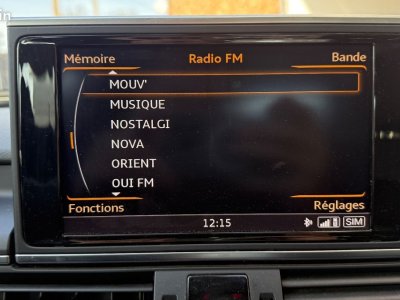 Mémoire Radio FM Bande
MOUV'
MUSIQUE
NOSTALGI
NOVA
ORIENT
OUI FM
Fonctions Réglages
12:15 SIM